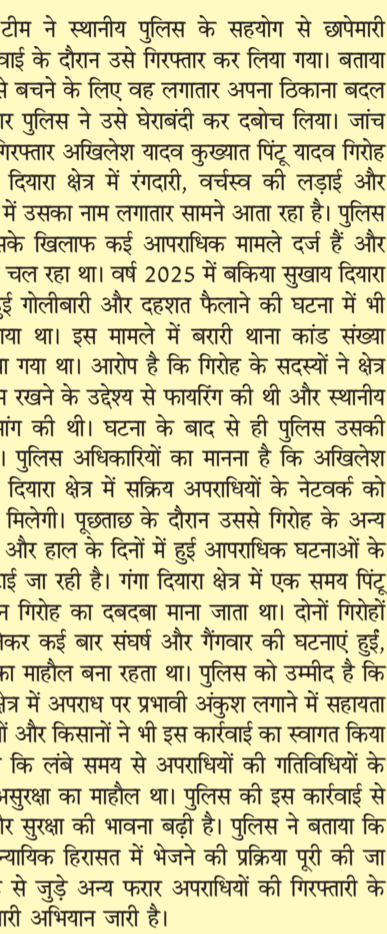 टीम ने स्थानीय पुलिस के सहयोग से छापेमारी
के दौरान उसे गिरफ्तार कर लिया गया। बताया
से बचने के लिए वह लगातार अपना ठिकाना बदल
पुलिस ने उसे घेराबंदी कर दबोच लिया। जांच
गिरफ्तार अखिलेश यादव कुख्यात पिंटू यादव गिरोह
दियारा क्षेत्र में रंगदारी, वर्चस्व की लड़ाई और
में उसका नाम लगातार सामने आता रहा है। पुलिस
खिलाफ कई आपराधिक मामले दर्ज हैं और
चल रहा था। वर्ष 2025 में बकिया सुखाय दियारा
गोलीबारी और दहशत फैलाने की घटना में भी
था। इस मामले में बरारी थाना कांड संख्या
गया था। आरोप है कि गिरोह के सदस्यों ने क्षेत्र
रखने के उद्देश्य से फायरिंग की थी और स्थानीय
की थी। घटना के बाद से ही पुलिस उसकी
। पुलिस अधिकारियों का मानना है कि अखिलेश
दियारा क्षेत्र में सक्रिय अपराधियों के नेटवर्क को
मिलेगी। पूछताछ के दौरान उससे गिरोह के अन्य
और हाल के दिनों में हुई आपराधिक घटनाओं के
जा रही है। गंगा दियारा क्षेत्र में एक समय पिंटू
गिरोह का दबदबा माना जाता था। दोनों गिरोहों
कई बार संघर्ष और गैंगवार की घटनाएं हुईं,
का माहौल बना रहता था। पुलिस को उम्मीद है कि
क्षेत्र में अपराध पर प्रभावी अंकुश लगाने में सहायता
और किसानों ने भी इस कार्रवाई का स्वागत किया
कि लंबे समय से अपराधियों की गतिविधियों के
असुरक्षा का माहौल था। पुलिस की इस कार्रवाई से
सुरक्षा की भावना बढ़ी है। पुलिस ने बताया कि
न्यायिक हिरासत में भेजने की प्रक्रिया पूरी की जा
से जुड़े अन्य फरार अपराधियों की गिरफ्तारी के
अभियान जारी है।